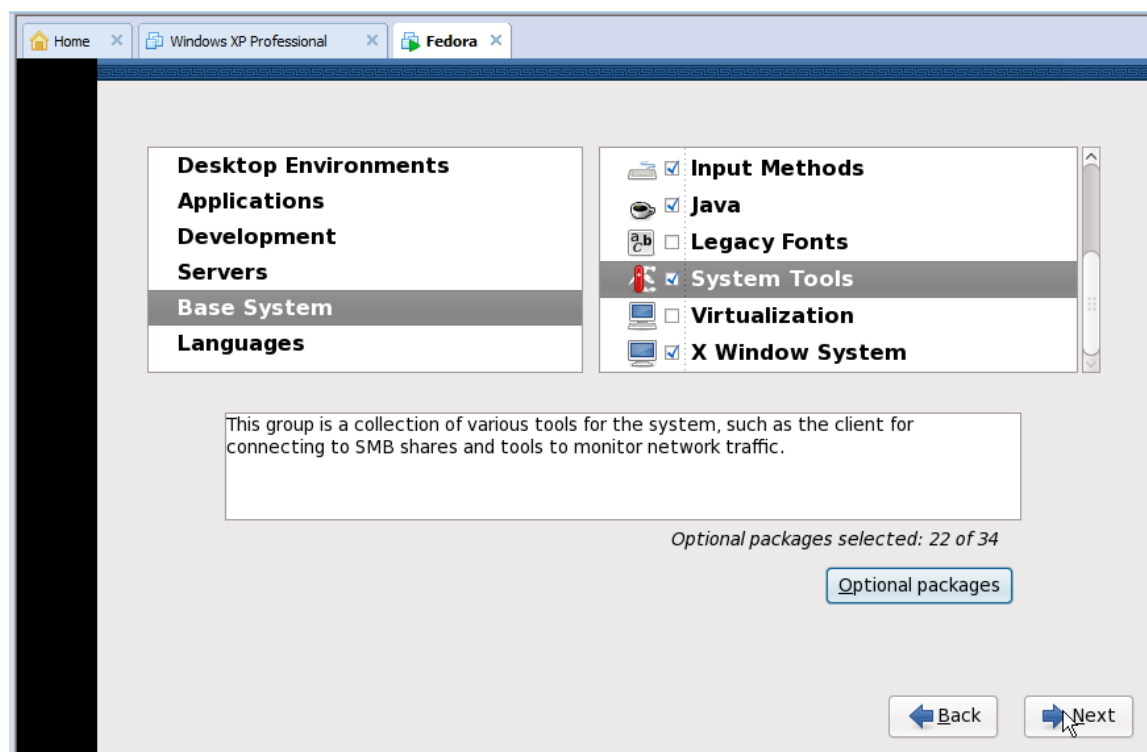 Home
Windows XP Professional
Fedora
Desktop Environments
Applications
Development
Servers
Base System
Languages
Input Methods
Java
Legacy Fonts
System Tools
Virtualization
X Window System
This group is a collection of various tools for the system, such as the client for
connecting to SMB shares and tools to monitor network traffic.
Optional packages selected: 22 of 34
Optional packages
Back
Next